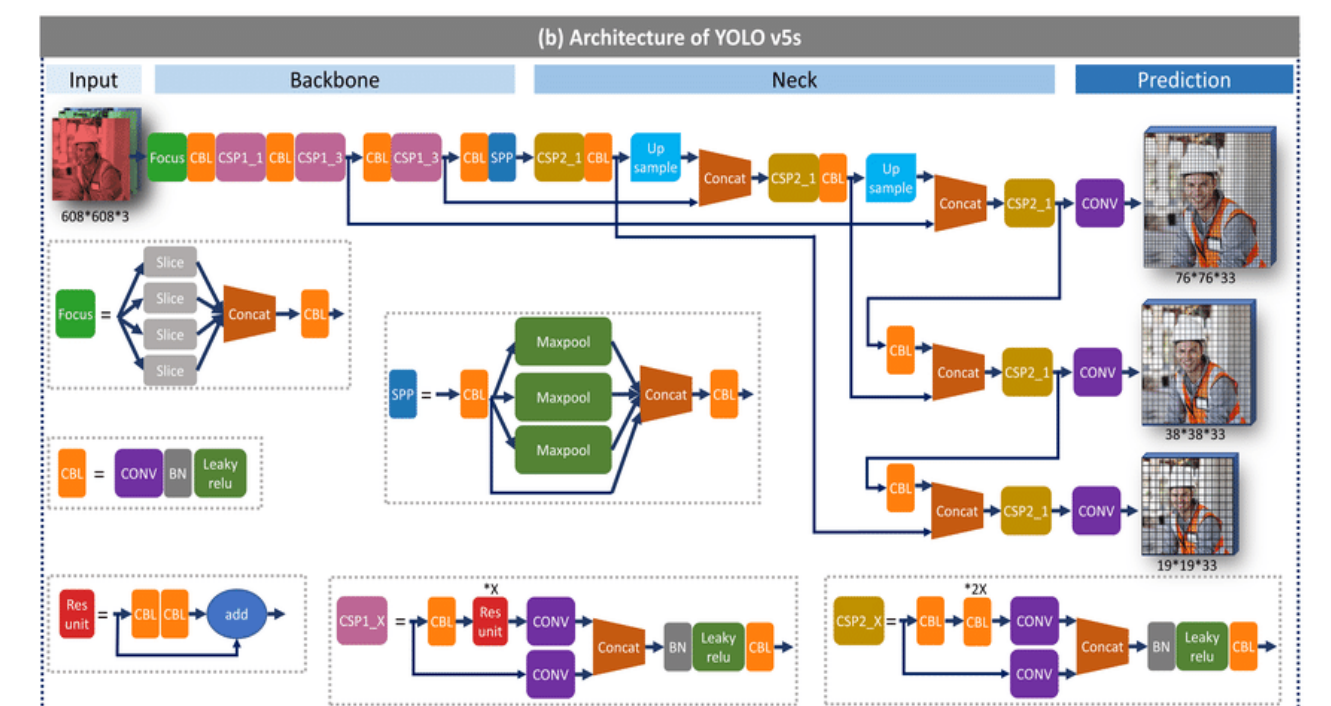 (b) Architecture of YOLO v5s
Input Backbone Neck Prediction
Focus CBL CSP1_1 CBL CSP1_3 CBL CSP1_3 CBL SPP CSP2_1 CBL Up sample Concat CSP2_1 CBL Up sample Concat CSP2_1 CONV
608*608*3
76*76*33
Focus = Slice Slice Slice Slice Concat CBL
CBL Concat CSP2_1 CONV
38*38*33
SPP = CBL Maxpool Maxpool Maxpool Concat CBL
CBL = CONV BN Leaky relu
CBL Concat CSP2_1 CONV
19*19*33
Res unit = CBL CBL add
*X
CSP1_X = CBL Res unit CONV CONV Concat BN Leaky relu CBL
*2X
CSP2_X = CBL CBL CONV CONV Concat BN Leaky relu CBL